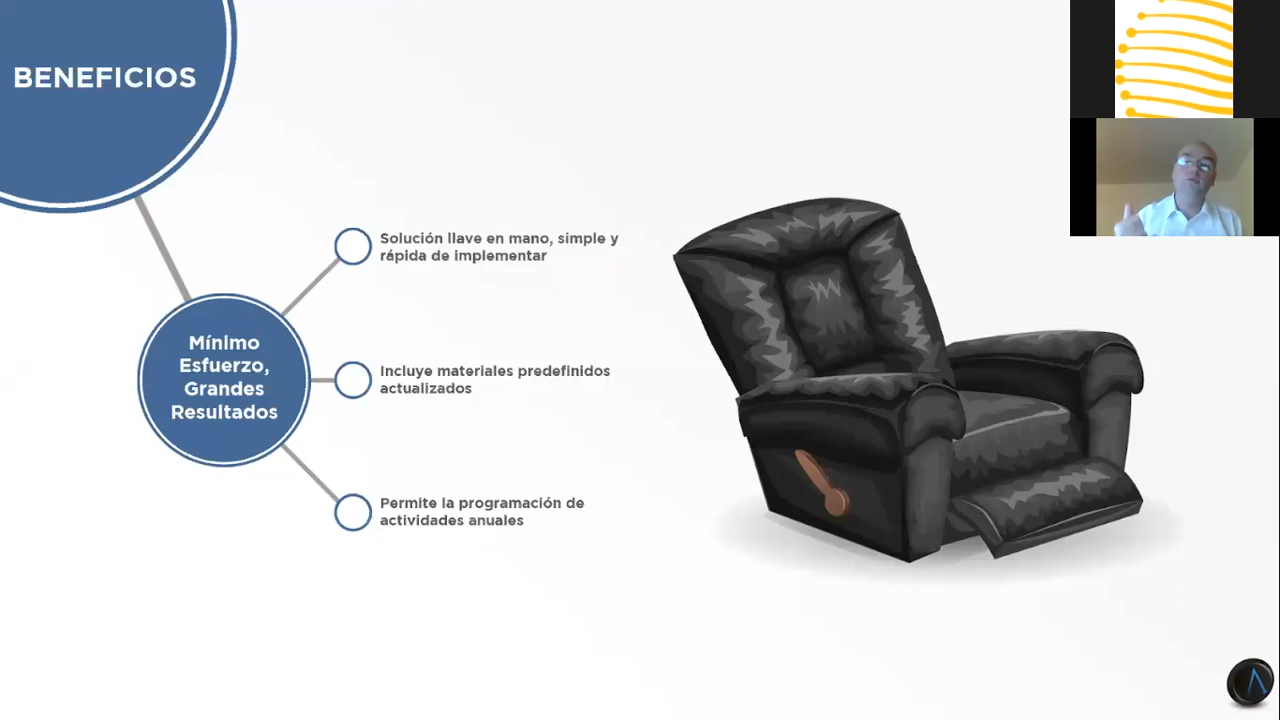 BENEFICIOS
Solución llave en mano, simple y
rápida de implementar
Mínimo
Esfuerzo,
Grandes
Resultados
Incluye materiales predefinidos
actualizados
Permite la programación de
actividades anuales